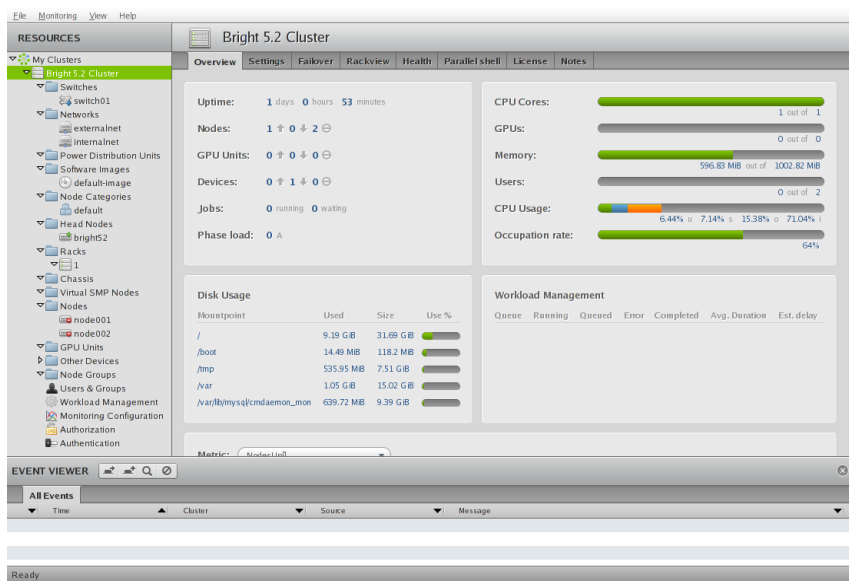 File Monitoring View Help
RESOURCES
My Clusters
Bright 5.2 Cluster
Switches
switch01
Networks
externalnet
internalnet
Power Distribution Units
Software Images
default-image
Node Categories
default
Head Nodes
bright52
Racks
1
Chassis
Virtual SMP Nodes
Nodes
node001
node002
GPU Units
Other Devices
Node Groups
Users & Groups
Workload Management
Monitoring Configuration
Authorization
Authentication
Bright 5.2 Cluster
Overview Settings Failover Rackview Health Parallel shell License Notes
Uptime: 1 days 0 hours 53 minutes
Nodes: 1 ↑ 0 ↓ 2 ⊖
GPU Units: 0 ↑ 0 ↓ 0 ⊖
Devices: 0 ↑ 1 ↓ 0 ⊖
Jobs: 0 running 0 waiting
Phase load: 0 A
CPU Cores:
1 out of 1
GPUs:
0 out of 0
Memory:
596.83 MiB out of 1002.82 MiB
Users:
0 out of 2
CPU Usage:
6.44% u 7.14% s 15.38% o 71.04% i
Occupation rate:
64%
Disk Usage
Mountpoint Used Size Use %
/ 9.19 GiB 31.69 GiB
/boot 14.49 MiB 118.2 MiB
/tmp 535.95 MiB 7.51 GiB
/var 1.05 GiB 15.02 GiB
/var/lib/mysql/cmdaemon_mon 639.72 MiB 9.39 GiB
Workload Management
Queue Running Queued Error Completed Avg. Duration Est. delay
Metric: NodesUp[]
EVENT VIEWER
All Events
Time Cluster Source Message
Ready